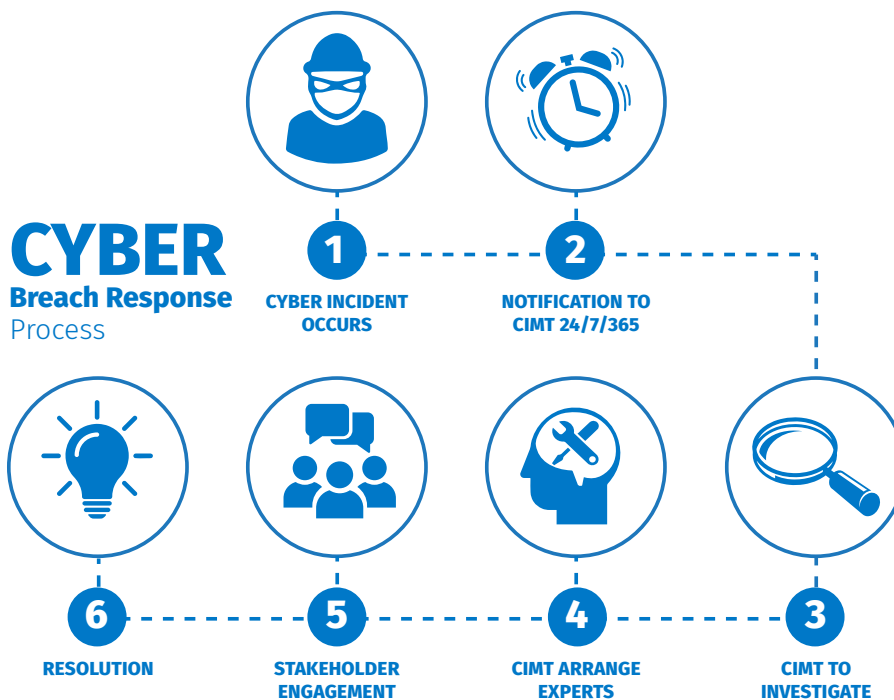 CYBER
Breach Response
Process
1
CYBER INCIDENT
OCCURS
2
NOTIFICATION TO
CIMT 24/7/365
3
CIMT TO
INVESTIGATE
4
CIMT ARRANGE
EXPERTS
5
STAKEHOLDER
ENGAGEMENT
6
RESOLUTION